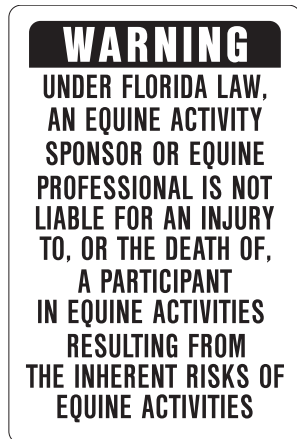 WARNING
UNDER FLORIDA LAW,
AN EQUINE ACTIVITY
SPONSOR OR EQUINE
PROFESSIONAL IS NOT
LIABLE FOR AN INJURY
TO, OR THE DEATH OF,
A PARTICIPANT
IN EQUINE ACTIVITIES
RESULTING FROM
THE INHERENT RISKS OF
EQUINE ACTIVITIES